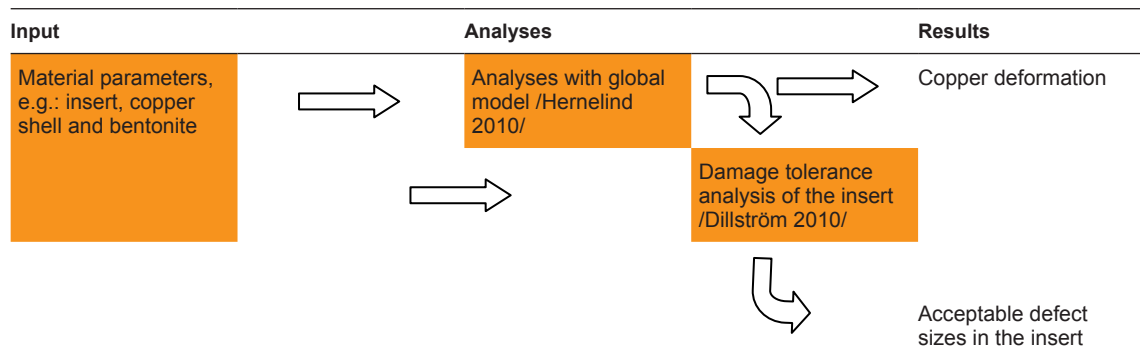 Input
Analyses
Results
Material parameters,
e.g.: insert, copper
shell and bentonite
Analyses with global
model /Hernelind
2010/
Copper deformation
Damage tolerance
analysis of the insert
/Dillström 2010/
Acceptable defect
sizes in the insert